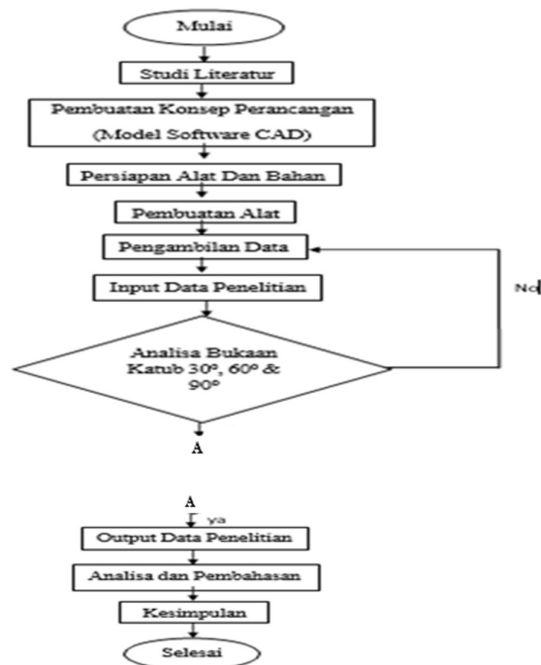 Mulai
Studi Literatur
Pembuatan Konsep Perancangan
(Model Software CAD)
Persiapan Alat Dan Bahan
Pembuatan Alat
Pengambilan Data
Input Data Penelitian
No
Analisa Bukaan
Katub 30º, 60º &
90º
A
A
ya
Output Data Penelitian
Analisa dan Pembahasan
Kesimpulan
Selesai